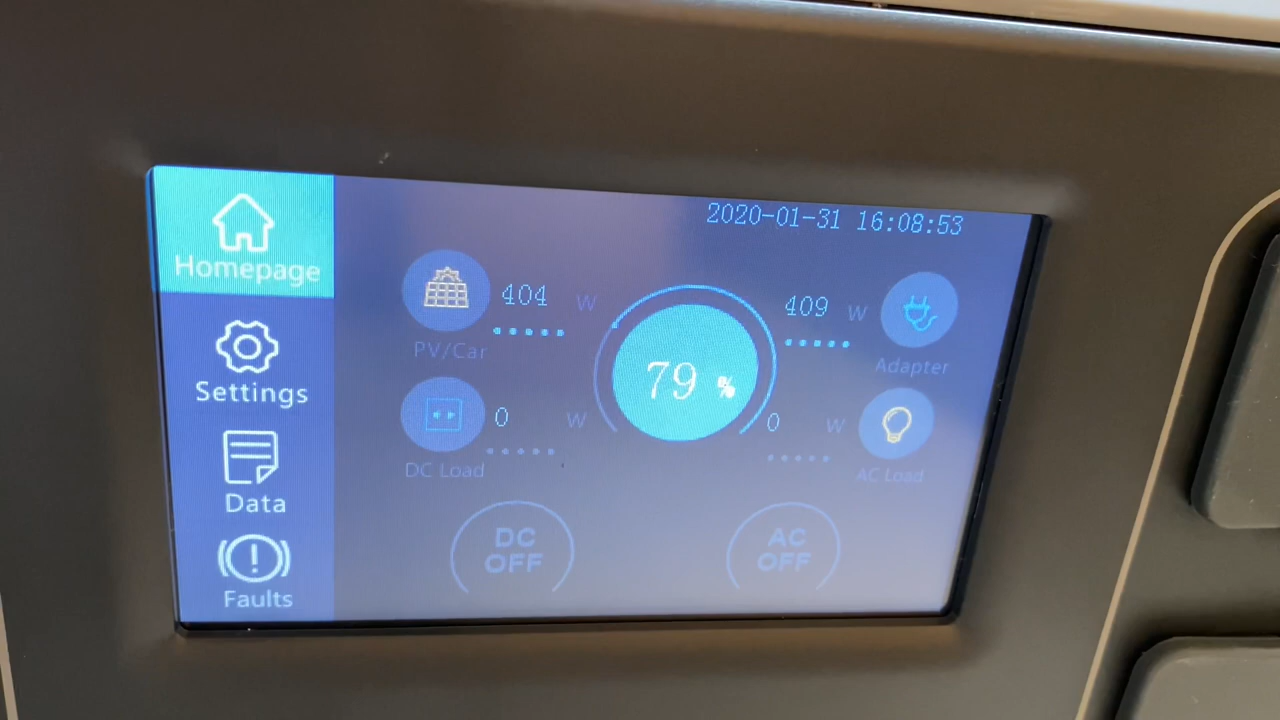 2020-01-31 16:08:53
Homepage
Settings
Data
Faults
404 W
PV/Car
409 W
Adapter
79 %
0 W
DC Load
0 W
AC Load
DC
OFF
AC
OFF